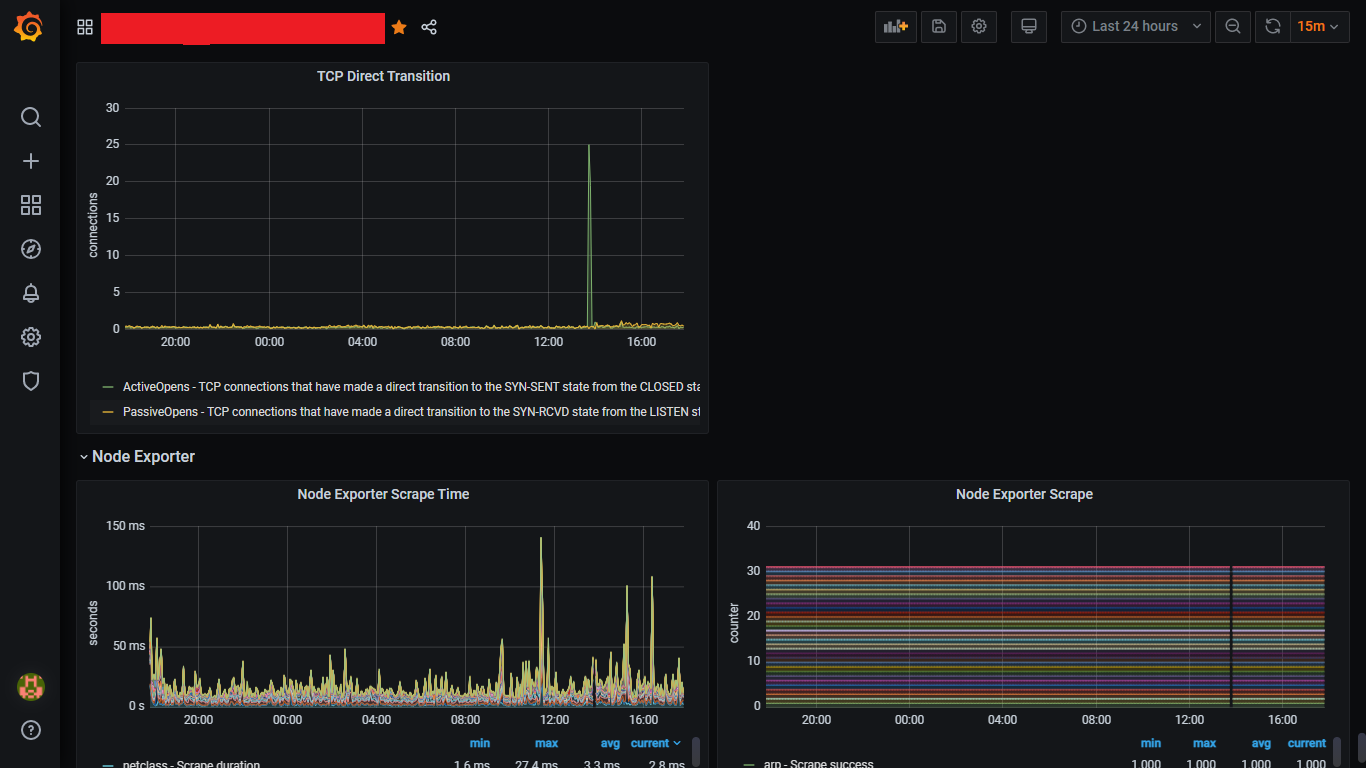 Last 24 hours
15m
TCP Direct Transition
30
25
20
15
10
5
0
connections
20:00 00:00 04:00 08:00 12:00 16:00
ActiveOpens - TCP connections that have made a direct transition to the SYN-SENT state from the CLOSED sta
PassiveOpens - TCP connections that have made a direct transition to the SYN-RCVD state from the LISTEN st
Node Exporter
Node Exporter Scrape Time
150 ms
100 ms
50 ms
0 s
seconds
20:00 00:00 04:00 08:00 12:00 16:00
min max avg current
netclass - Scrape duration 1.6 ms 27.4 ms 3.3 ms 2.8 ms
Node Exporter Scrape
40
30
20
10
0
counter
20:00 00:00 04:00 08:00 12:00 16:00
min max avg current
arp - Scrape success 1.000 1.000 1.000 1.000